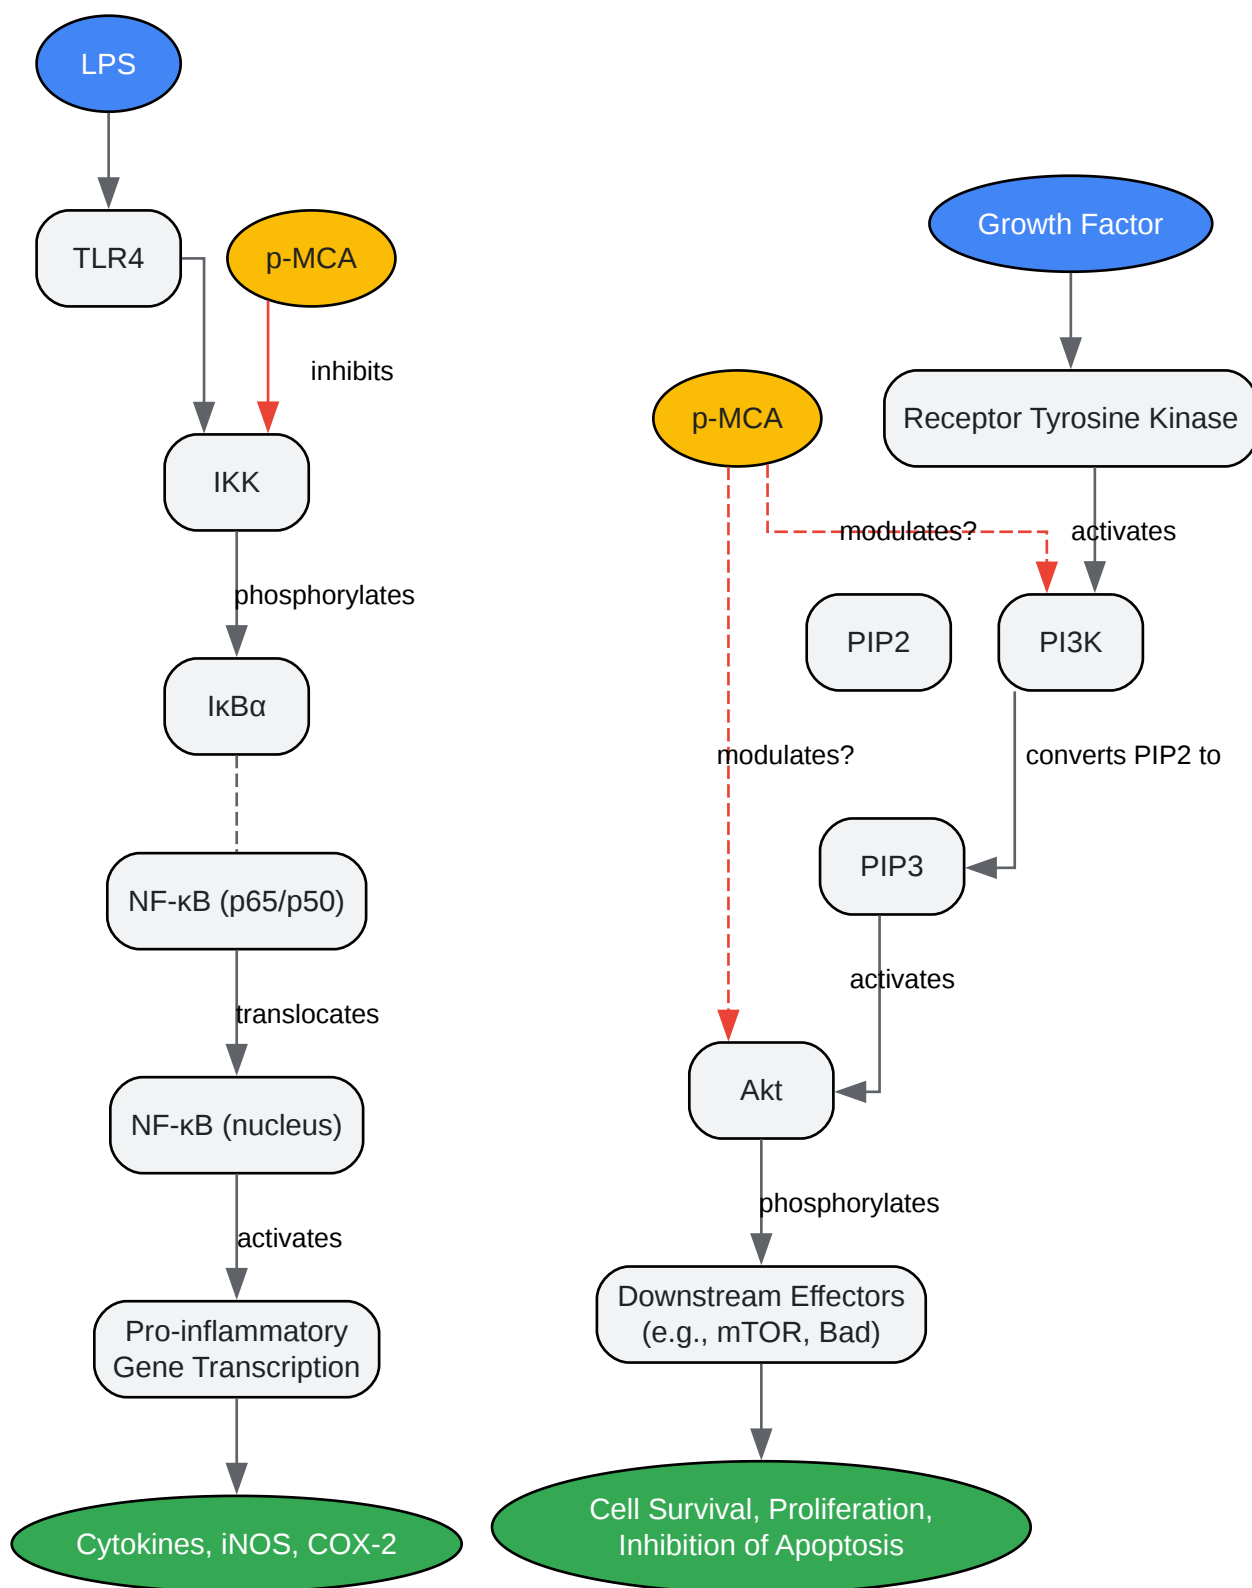 LPS
TLR4
p-MCA
inhibits
IKK
phosphorylates
IκBα
NF-κB (p65/p50)
translocates
NF-κB (nucleus)
activates
Pro-inflammatory
Gene Transcription
Cytokines, iNOS, COX-2
Growth Factor
Receptor Tyrosine Kinase
p-MCA
modulates?
activates
PIP2
PI3K
modulates?
converts PIP2 to
PIP3
activates
Akt
phosphorylates
Downstream Effectors
(e.g., mTOR, Bad)
Cell Survival, Proliferation,
Inhibition of Apoptosis